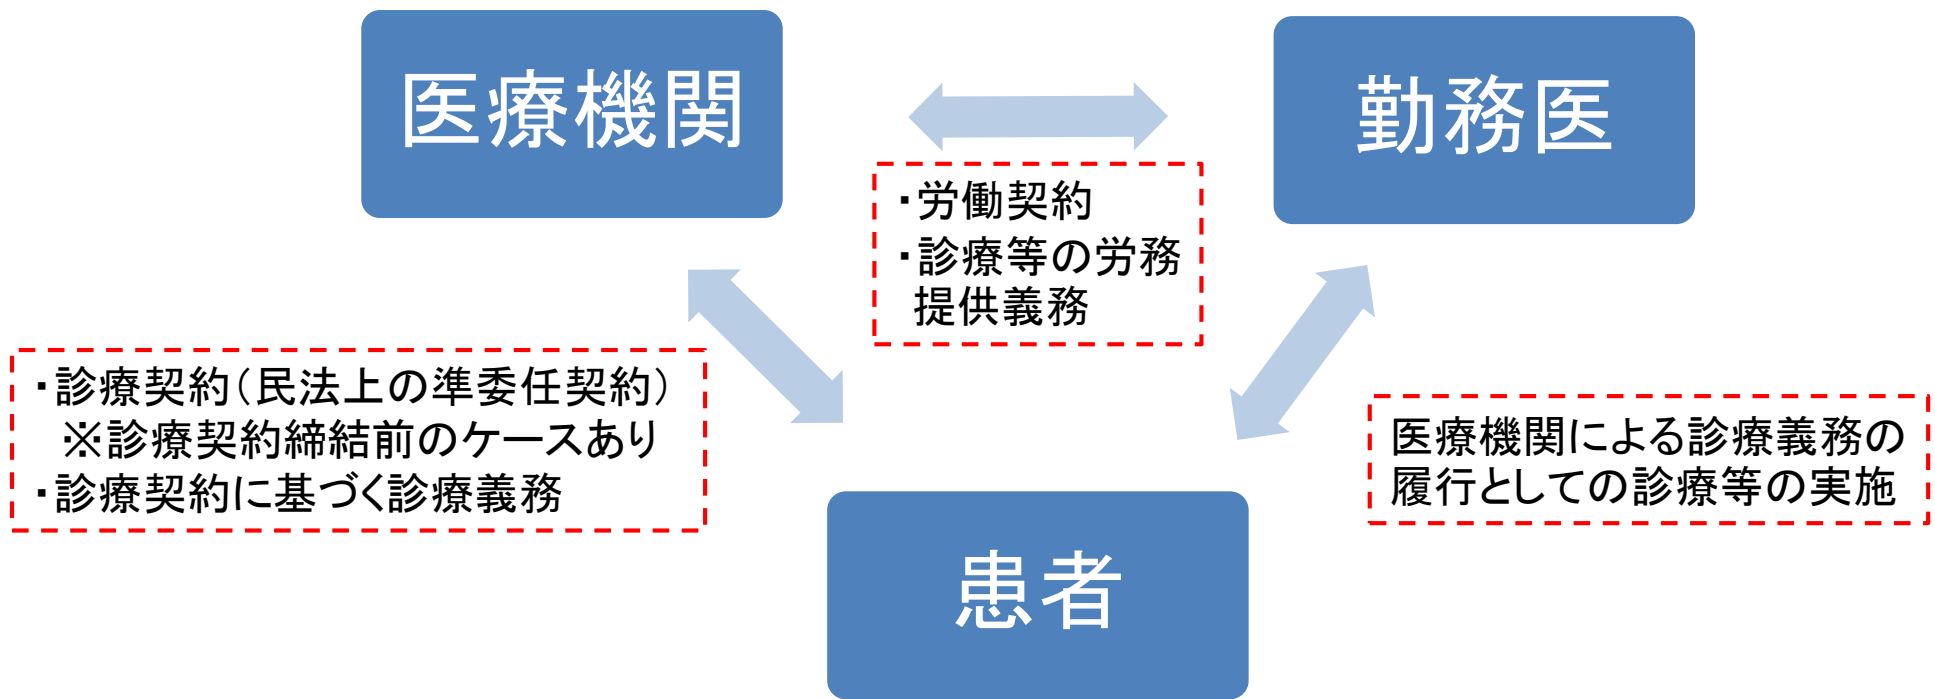 医療機関
勤務医
・労働契約
・診療等の労務
提供義務
・診療契約（民法上の準委任契約）
※診療契約締結前のケースあり
・診療契約に基づく診療義務
医療機関による診療義務の
履行としての診療等の実施
患者